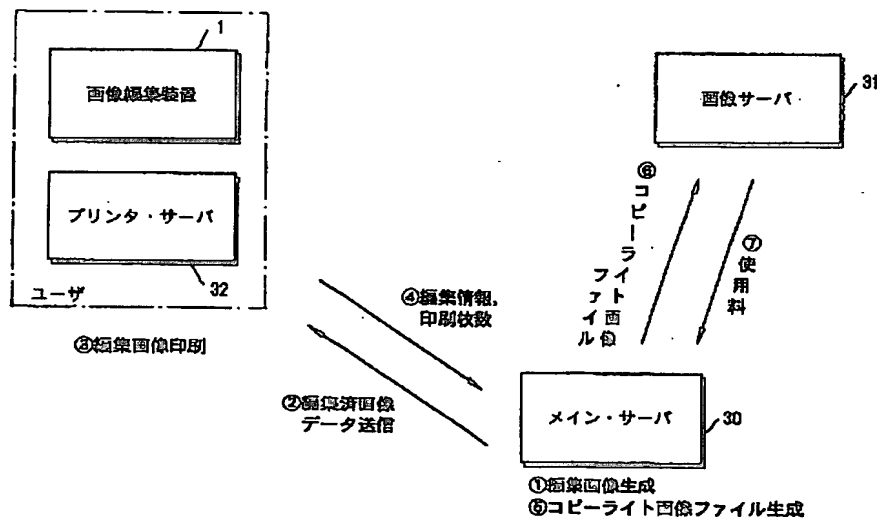 1
画像編集装置
プリンタ・サーバ
32
ユーザ
③編集画像印刷
画像サーバ
31
⑥コピーライト画像
ファイル
⑦使用料
④編集情報,
印刷枚数
②編集済画像
データ送信
メイン・サーバ
30
①編集画像生成
⑤コピーライト画像ファイル生成